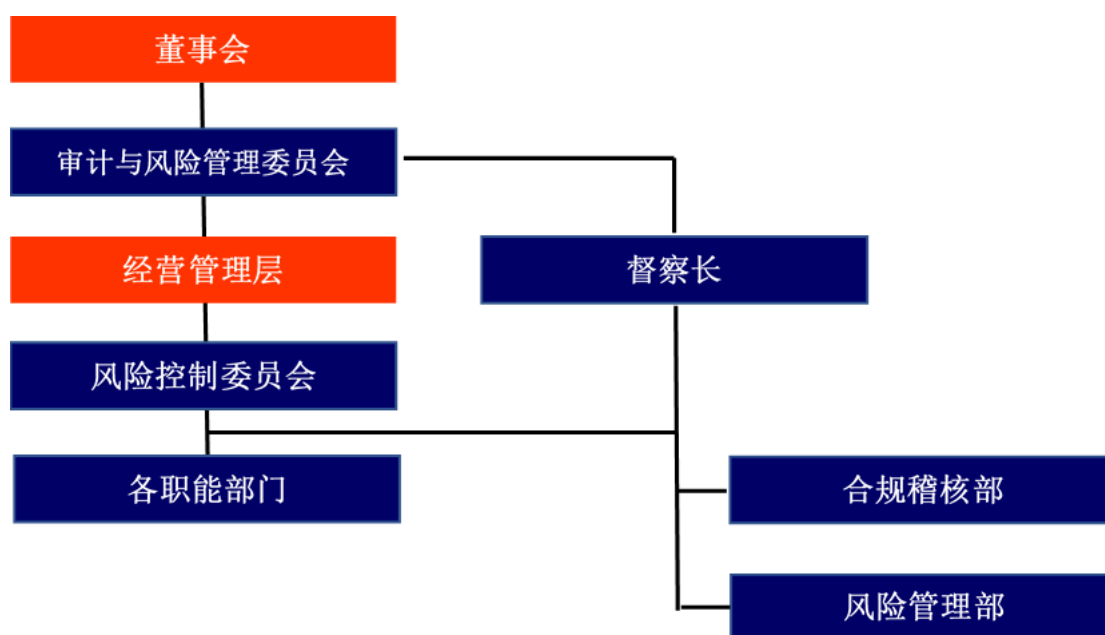 董事会
审计与风险管理委员会
经营管理层
督察长
风险控制委员会
各职能部门
合规稽核部
风险管理部